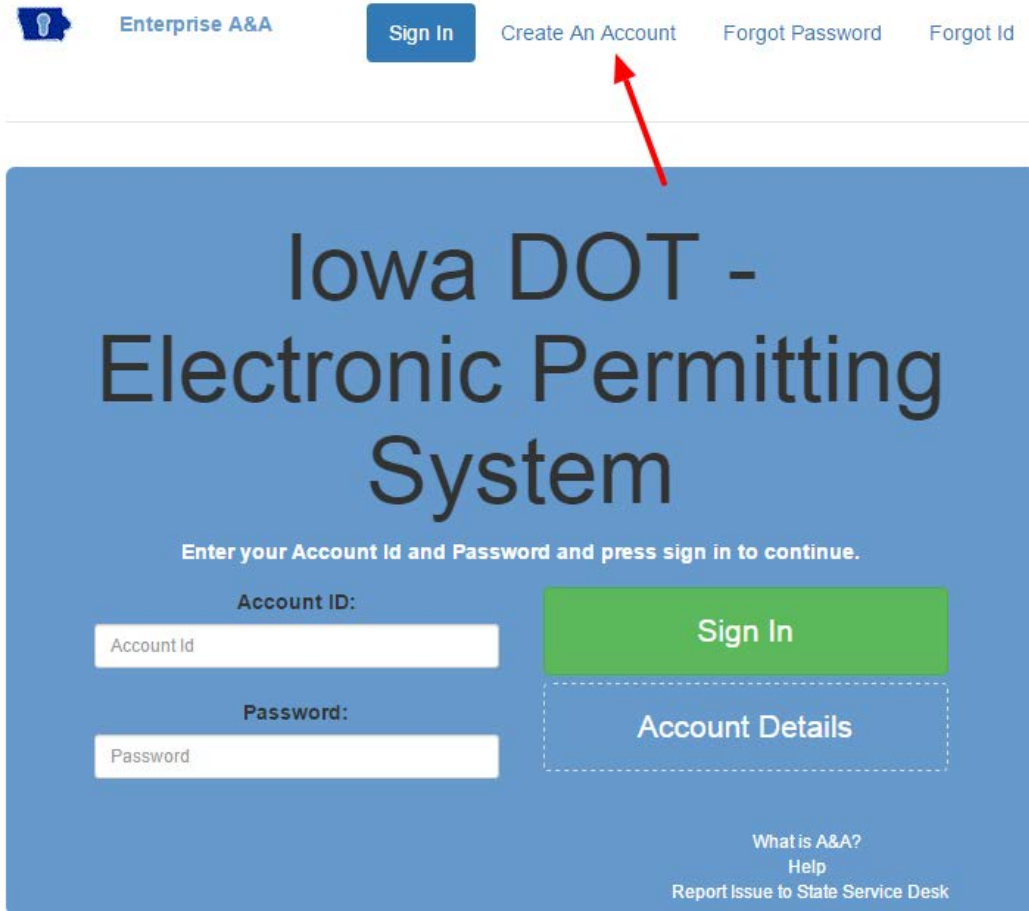 Enterprise A&A
Sign In
Create An Account
Forgot Password
Forgot Id
Iowa DOT -
Electronic Permitting
System
Enter your Account Id and Password and press sign in to continue.
Account ID:
Account Id
Password:
Password
Sign In
Account Details
What is A&A?
Help
Report Issue to State Service Desk